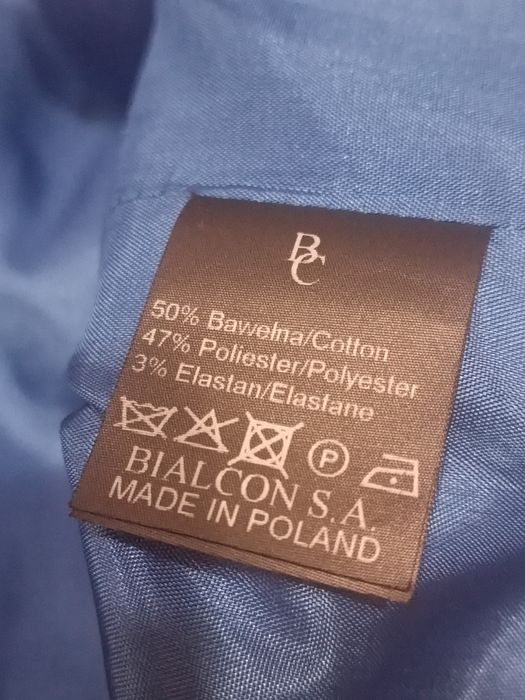 BC
50% Bawełna/Cotton
47% Poliester/Polyester
3% Elastan/Elastane
P
BIALCON S.A.
MADE IN POLAND